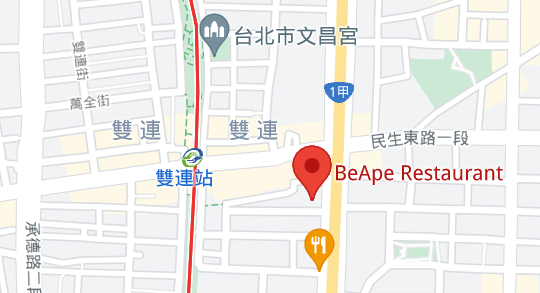 台北市文昌宮
雙連街
萬全街
1甲
雙連
雙連
民生東路一段
雙連站
BeApe Restaurant
承德路二段